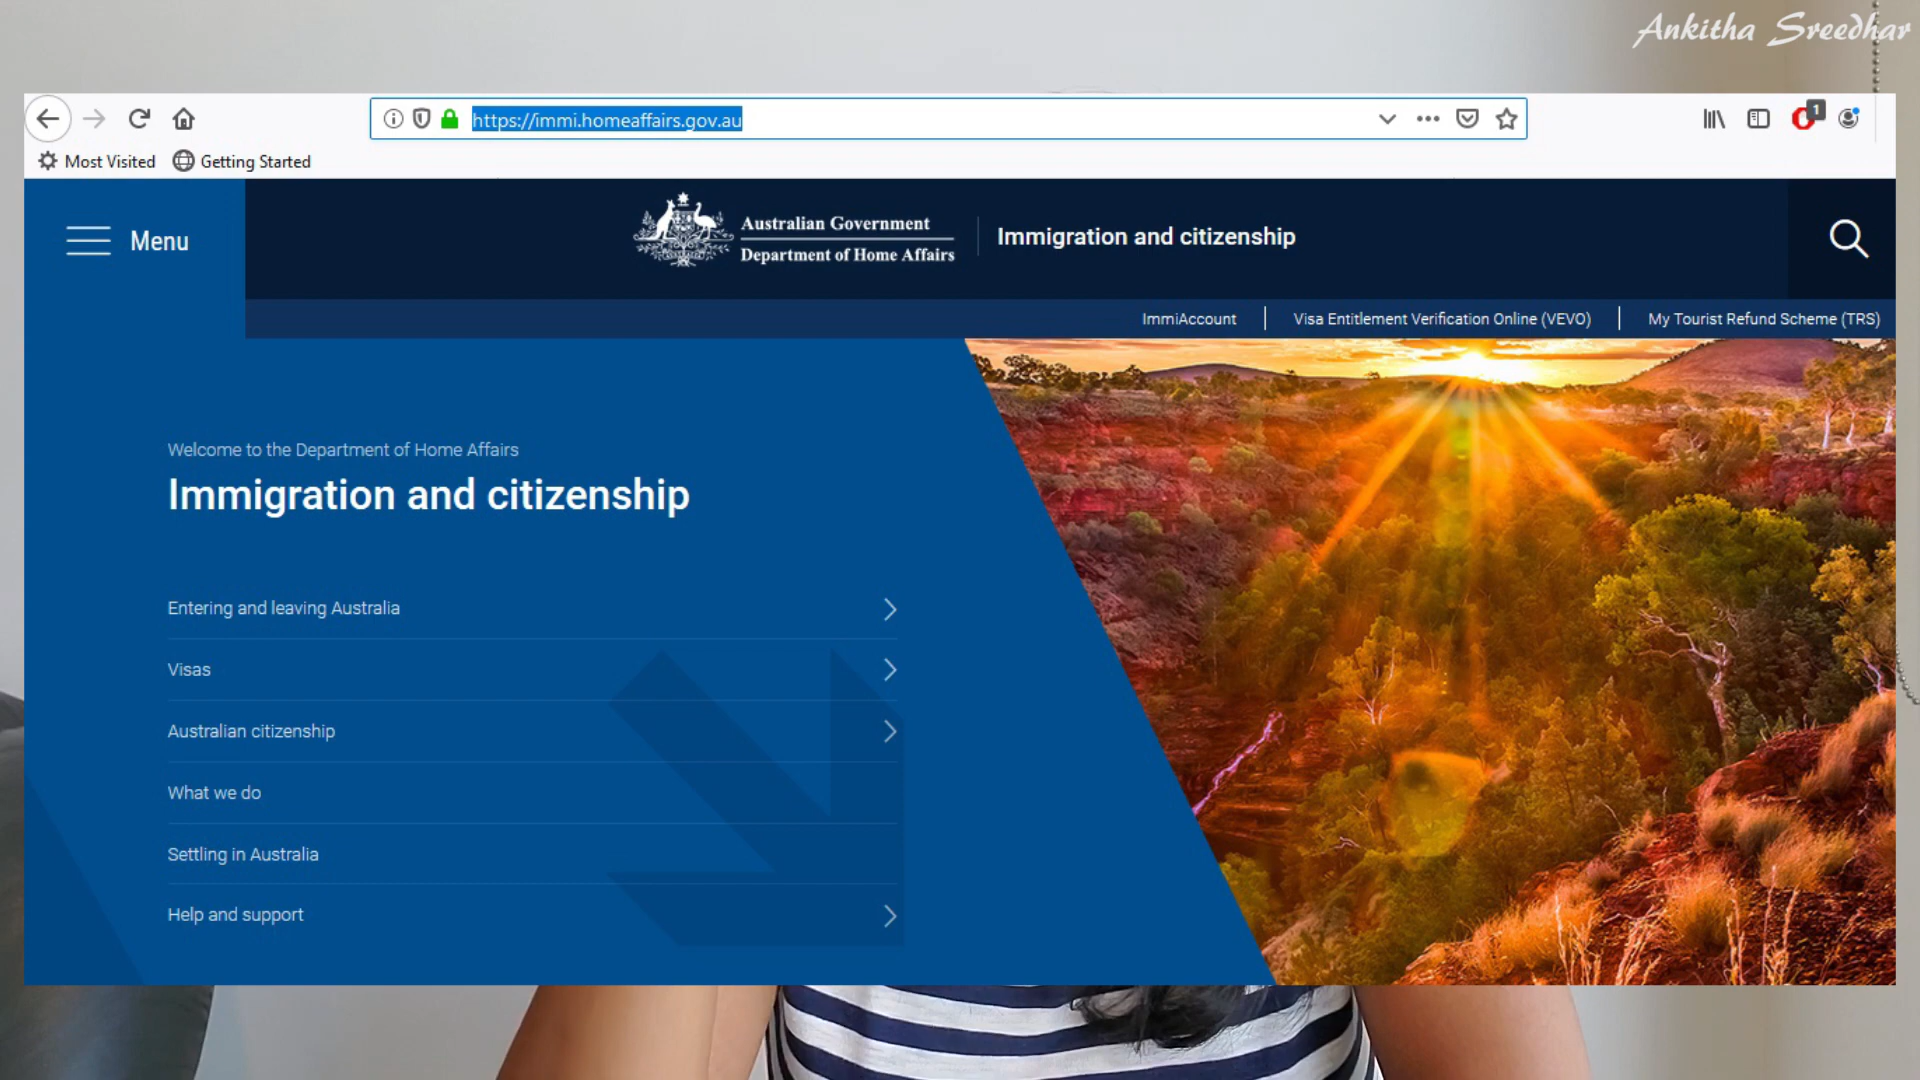 Ankitha Sreedhar
https://immi.homeaffairs.gov.au
1
Most Visited
Getting Started
Menu
Australian Government
Department of Home Affairs
Immigration and citizenship
ImmiAccount
Visa Entitlement Verification Online (VEVO)
My Tourist Refund Scheme (TRS)
Welcome to the Department of Home Affairs
Immigration and citizenship
Entering and leaving Australia
Visas
Australian citizenship
What we do
Settling in Australia
Help and support